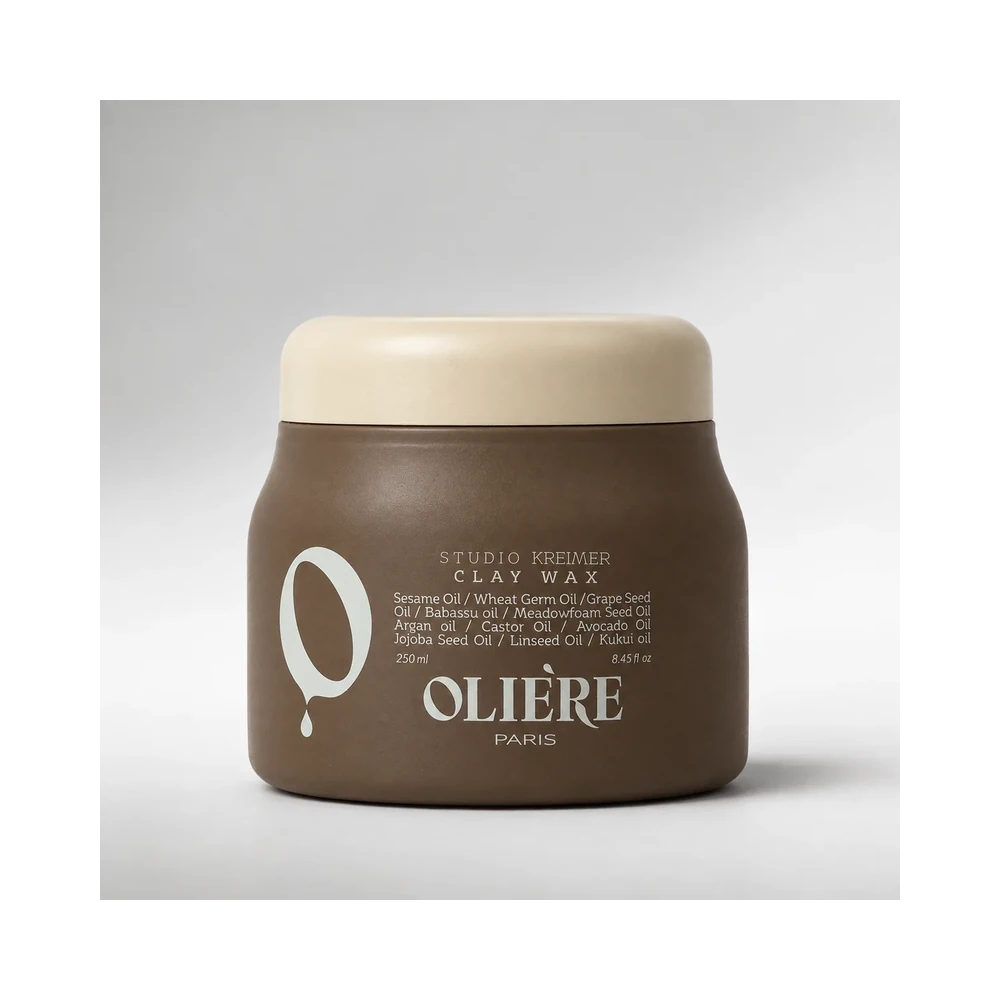 STUDIO KREIMER
CLAY WAX
Sesame Oil / Wheat Germ Oil /Grape Seed
Oil / Babassu oil / Meadowfoam Seed Oil
Argan oil / Castor Oil / Avocado Oil
Jojoba Seed Oil / Linseed Oil / Kukui oil
250 ml 8.45 fl oz
OLIÈRE
PARIS